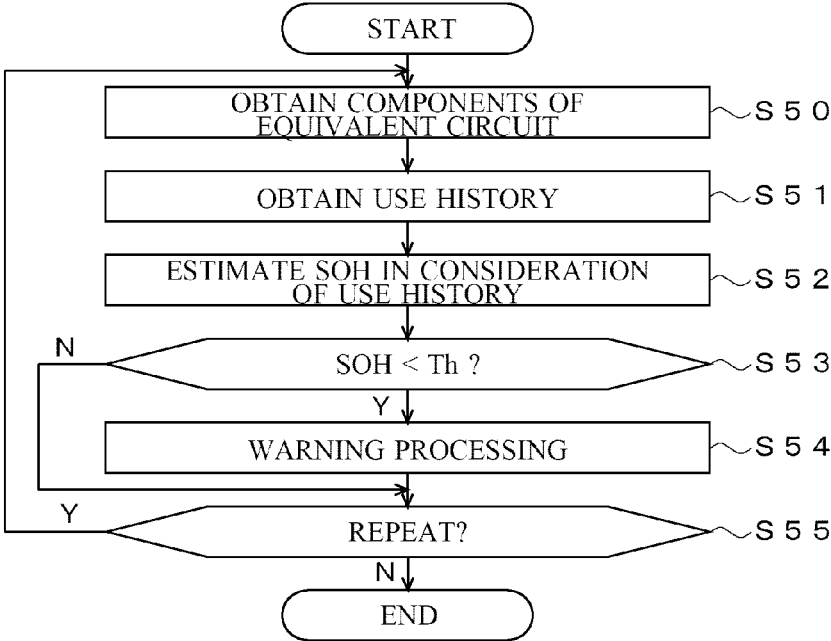 START
OBTAIN COMPONENTS OF
EQUIVALENT CIRCUIT
S50
OBTAIN USE HISTORY
S51
ESTIMATE SOH IN CONSIDERATION
OF USE HISTORY
S52
N
SOH < Th ?
S53
Y
WARNING PROCESSING
S54
Y
REPEAT?
S55
N
END